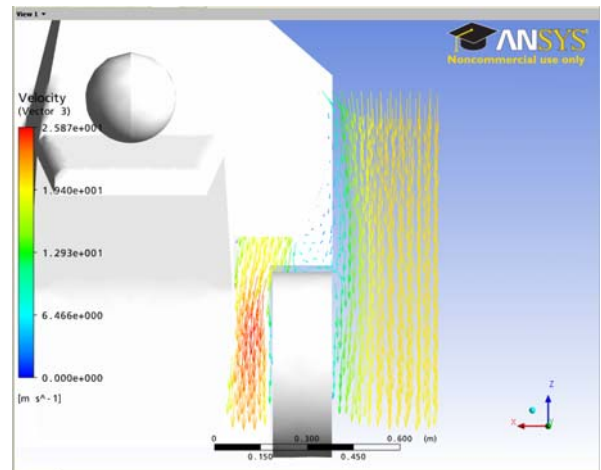 View 1
ANSYS
Noncommercial use only
Velocity
(Vector 3)
2.587e+001
1.940e+001
1.293e+001
6.466e+000
0.000e+000
[m s^-1]
0 0.300 0.600 (m)
0.150 0.450
Z
X
Y